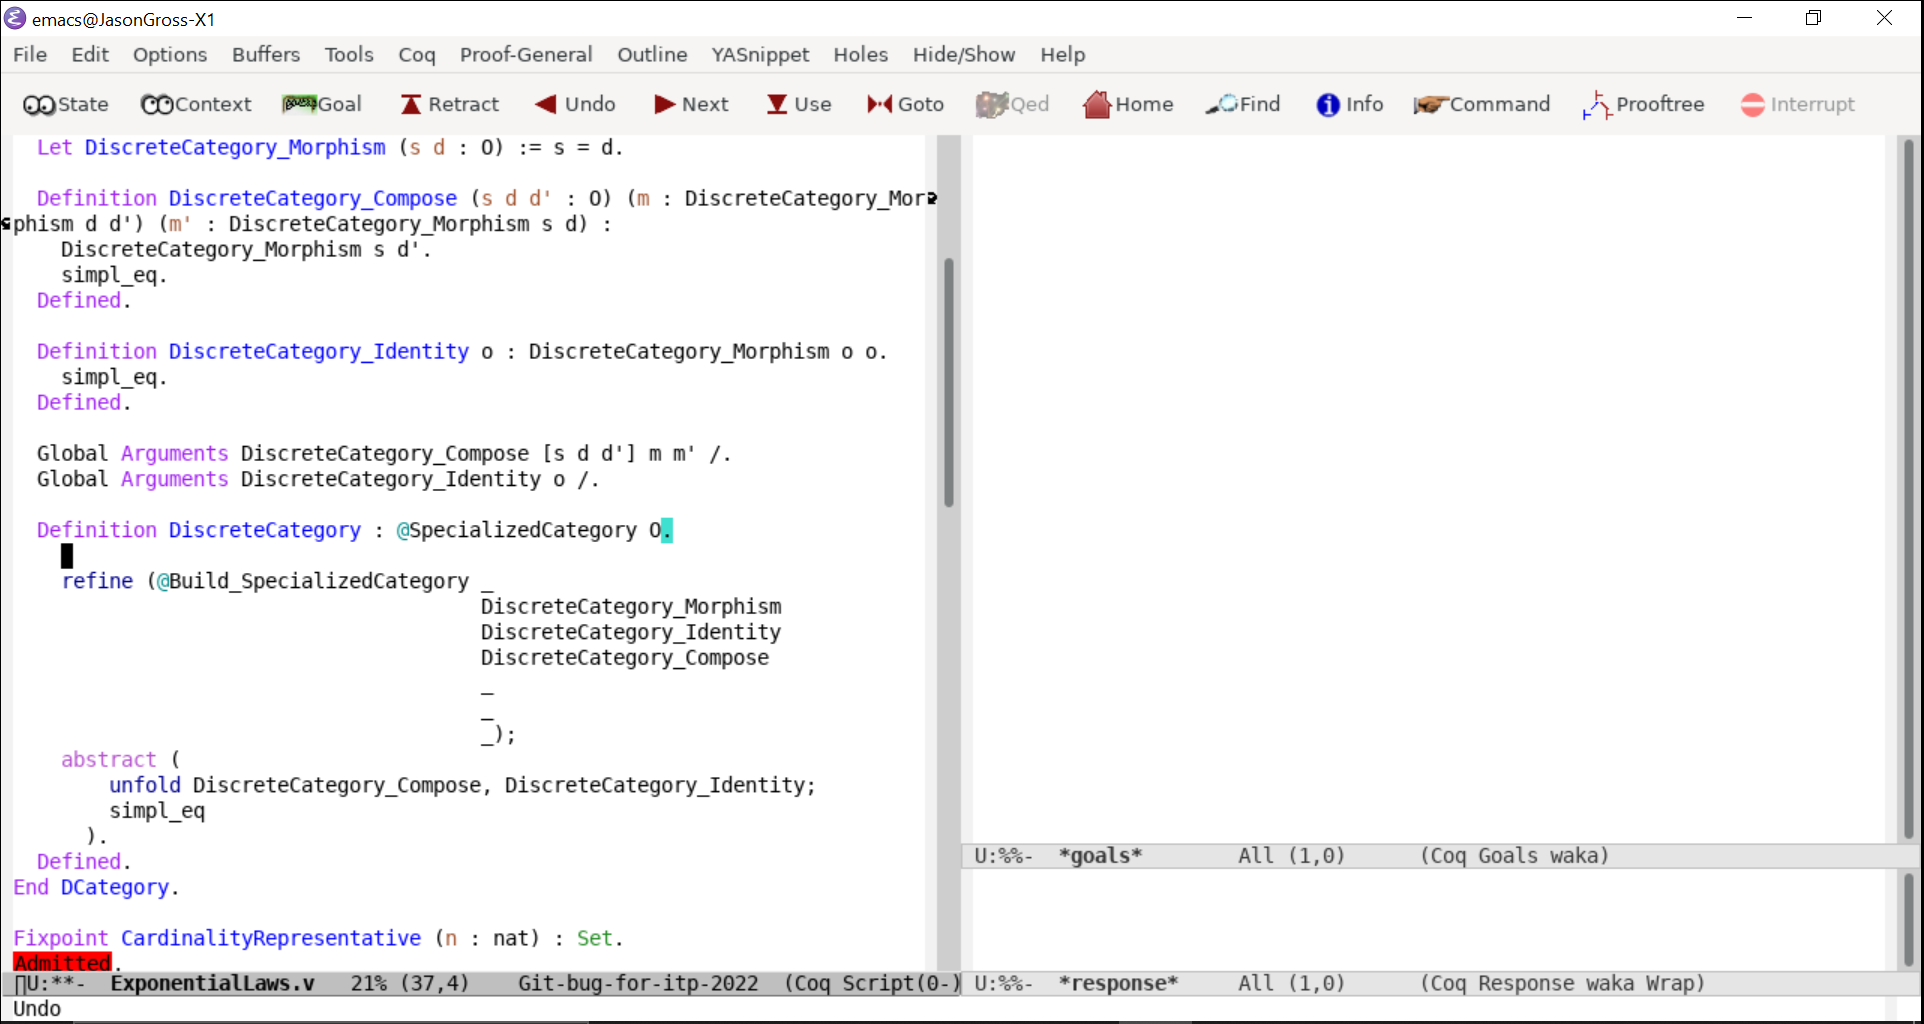 emacs@JasonGross-X1
File Edit Options Buffers Tools Coq Proof-General Outline YASnippet Holes Hide/Show Help
State Context Goal Retract Undo Next Use Goto Qed Home Find Info Command Prooftree Interrupt
Let DiscreteCategory_Morphism (s d : O) := s = d.
Definition DiscreteCategory_Compose (s d d' : O) (m : DiscreteCategory_Mor
phism d d') (m' : DiscreteCategory_Morphism s d) :
DiscreteCategory_Morphism s d'.
simpl_eq.
Defined.
Definition DiscreteCategory_Identity o : DiscreteCategory_Morphism o o.
simpl_eq.
Defined.
Global Arguments DiscreteCategory_Compose [s d d'] m m' /.
Global Arguments DiscreteCategory_Identity o /.
Definition DiscreteCategory : @SpecializedCategory O.
refine (@Build_SpecializedCategory _
DiscreteCategory_Morphism
DiscreteCategory_Identity
DiscreteCategory_Compose
_
_
_);
abstract (
unfold DiscreteCategory_Compose, DiscreteCategory_Identity;
simpl_eq
).
Defined.
End DCategory.
Fixpoint CardinalityRepresentative (n : nat) : Set.
Admitted.
U:**- ExponentialLaws.v 21% (37,4) Git-bug-for-itp-2022 (Coq Script(0-)
Undo
U:%%- *goals* All (1,0) (Coq Goals waka)
U:%%- *response* All (1,0) (Coq Response waka Wrap)